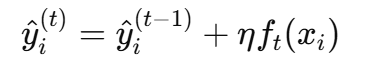 ŷ_i^{(t)} = ŷ_i^{(t−1)} + ηf_t(x_i)